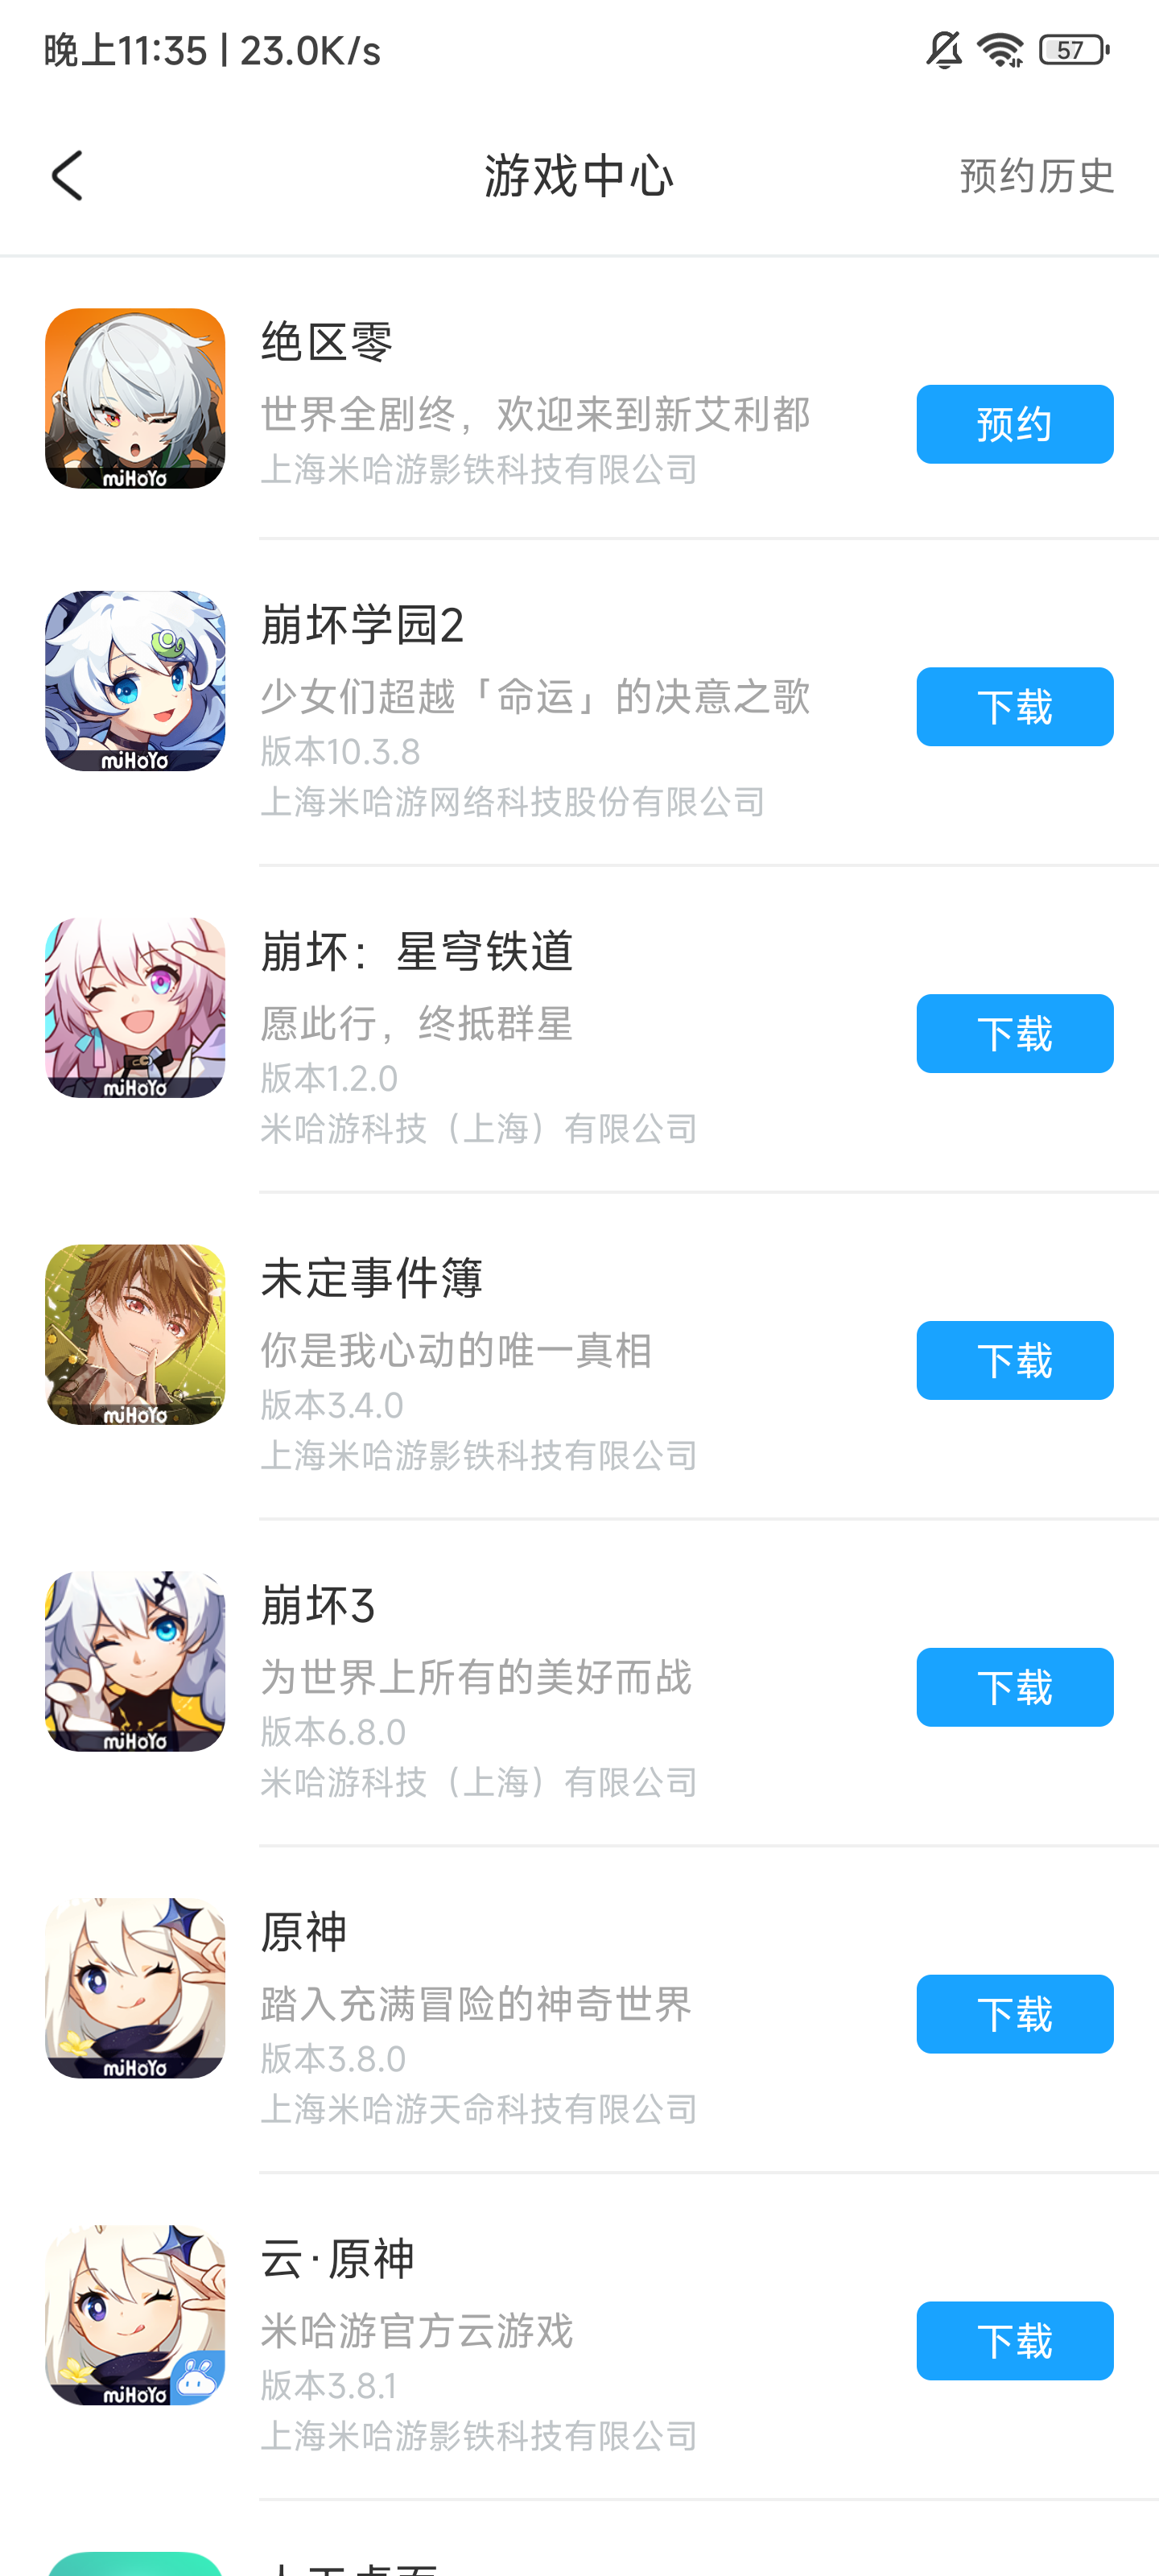 晚上11:35 | 23.0K/s
57
游戏中心
预约历史
绝区零
世界全剧终，欢迎来到新艾利都
上海米哈游影铁科技有限公司
预约
miHoYo
崩坏学园2
少女们超越「命运」的决意之歌
版本10.3.8
上海米哈游网络科技股份有限公司
下载
miHoYo
崩坏：星穹铁道
愿此行，终抵群星
版本1.2.0
米哈游科技（上海）有限公司
下载
miHoYo
未定事件簿
你是我心动的唯一真相
版本3.4.0
上海米哈游影铁科技有限公司
下载
miHoYo
崩坏3
为世界上所有的美好而战
版本6.8.0
米哈游科技（上海）有限公司
下载
miHoYo
原神
踏入充满冒险的神奇世界
版本3.8.0
上海米哈游天命科技有限公司
下载
miHoYo
云·原神
米哈游官方云游戏
版本3.8.1
上海米哈游影铁科技有限公司
下载
miHoYo